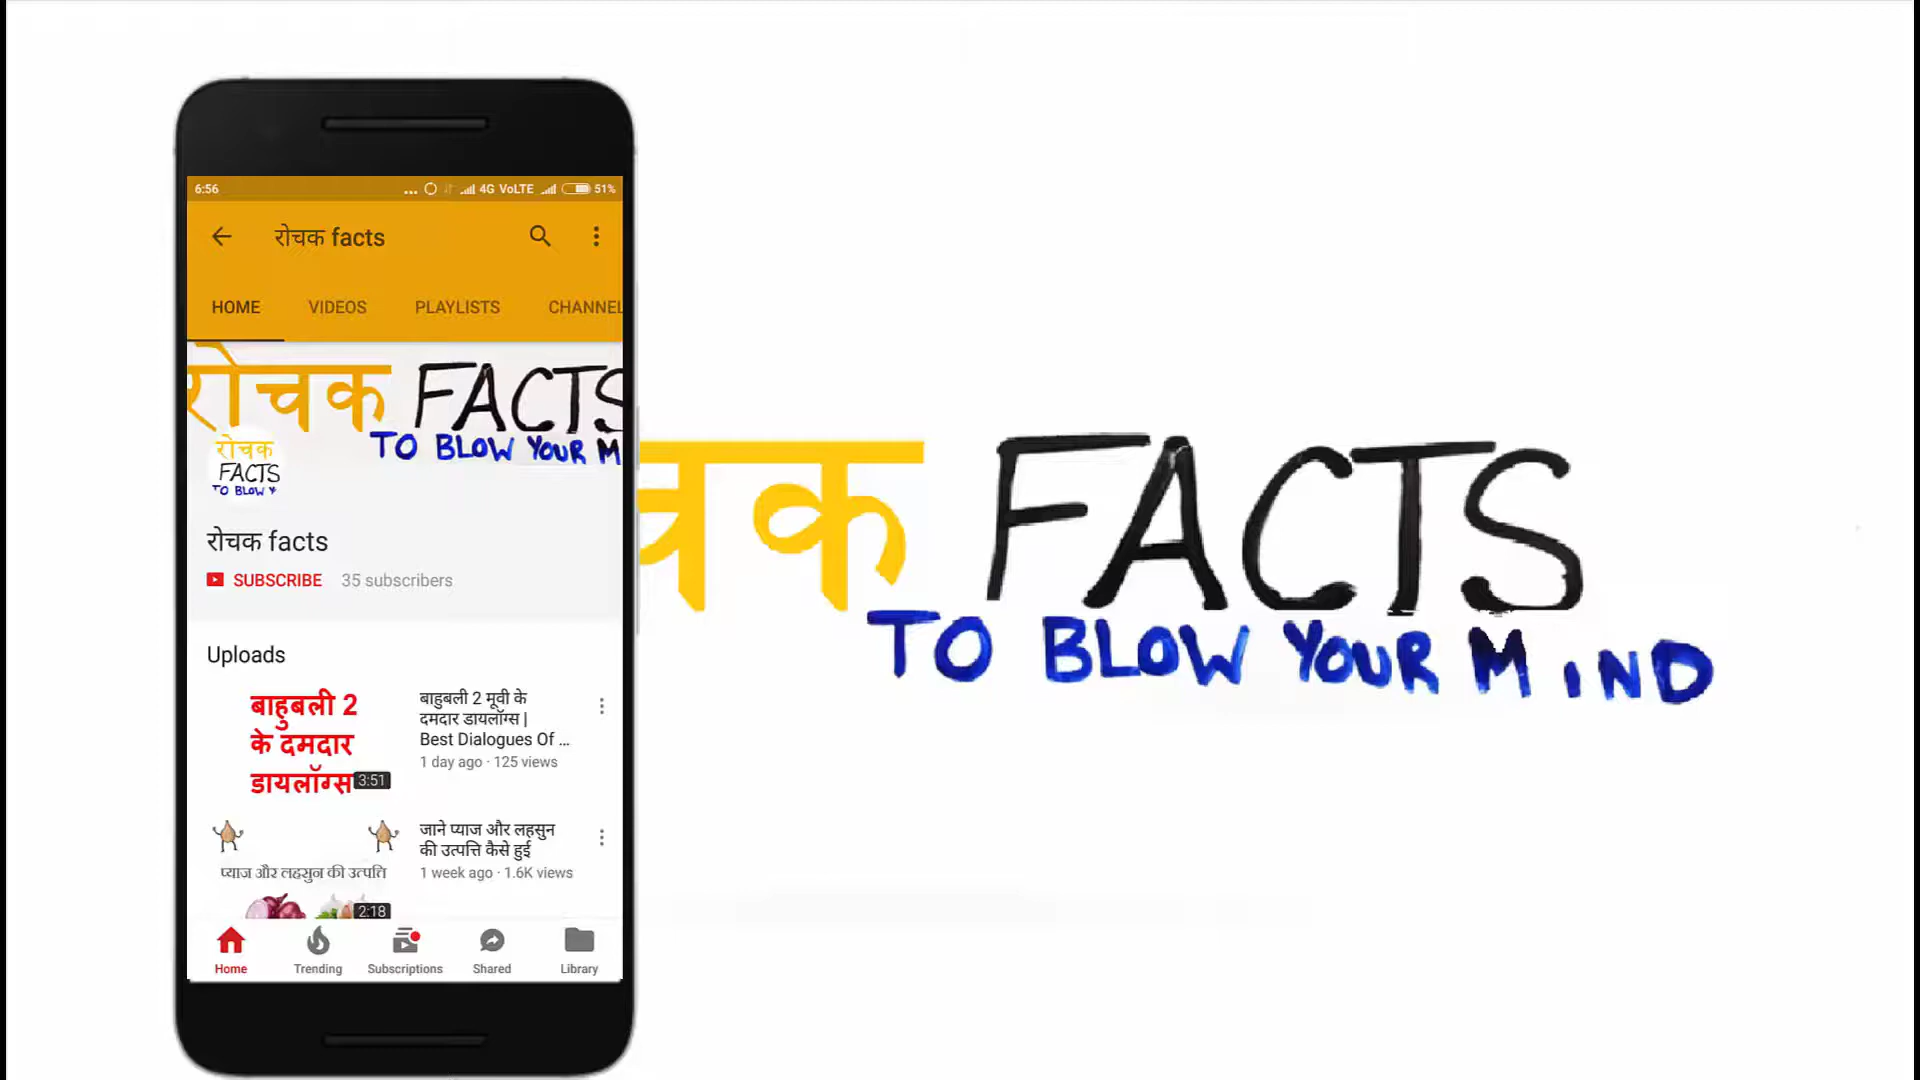 6:56 ... 4G VoLTE 51%
रोचक facts
HOME VIDEOS PLAYLISTS CHANNEL
रोचक FACTS
TO BLOW YOUR M
रोचक
FACTS
TO BLOW
रोचक facts
SUBSCRIBE 35 subscribers
Uploads
बाहुबली 2
के दमदार
डायलॉग्स
3:51
बाहुबली 2 मूवी के
दमदार डायलॉग्स |
Best Dialogues Of ...
1 day ago · 125 views
प्याज और लहसुन की उत्पत्ति
2:18
जाने प्याज और लहसुन
की उत्पत्ति कैसे हुई
1 week ago · 1.6K views
Home Trending Subscriptions Shared Library
चक FACTS
TO BLOW YOUR MIND